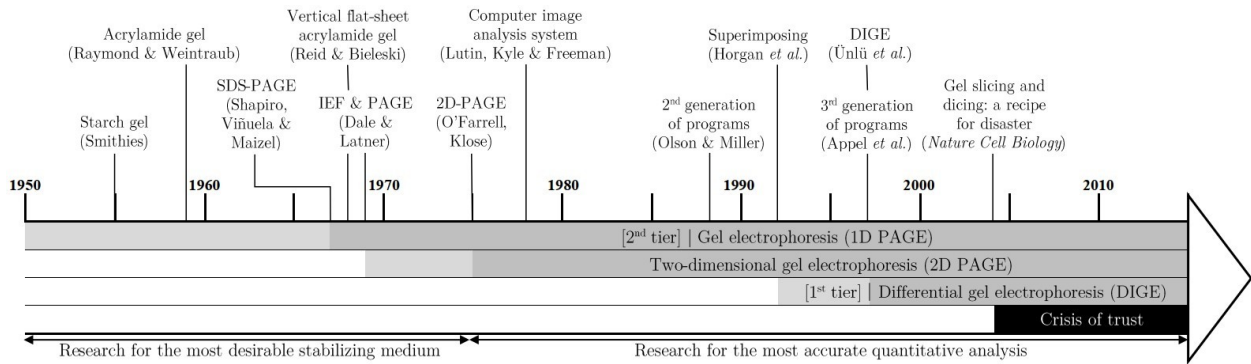 Starch gel
(Smithies)
Acrylamide gel
(Raymond & Weintraub)
SDS-PAGE
(Shapiro,
Viñuela &
Maizel)
Vertical flat-sheet
acrylamide gel
(Reid & Bieleski)
IEF & PAGE
(Dale &
Latner)
2D-PAGE
(O'Farrell,
Klose)
Computer image
analysis system
(Lutin, Kyle & Freeman)
2nd generation
of programs
(Olson & Miller)
Superimposing
(Horgan et al.)
DIGE
(Ünlü et al.)
3rd generation
of programs
(Appel et al.)
Gel slicing and
dicing: a recipe
for disaster
(Nature Cell Biology)
1950 1960 1970 1980 1990 2000 2010
[2nd tier] | Gel electrophoresis (1D PAGE)
Two-dimensional gel electrophoresis (2D PAGE)
[1st tier] | Differential gel electrophoresis (DIGE)
Crisis of trust
Research for the most desirable stabilizing medium
Research for the most accurate quantitative analysis